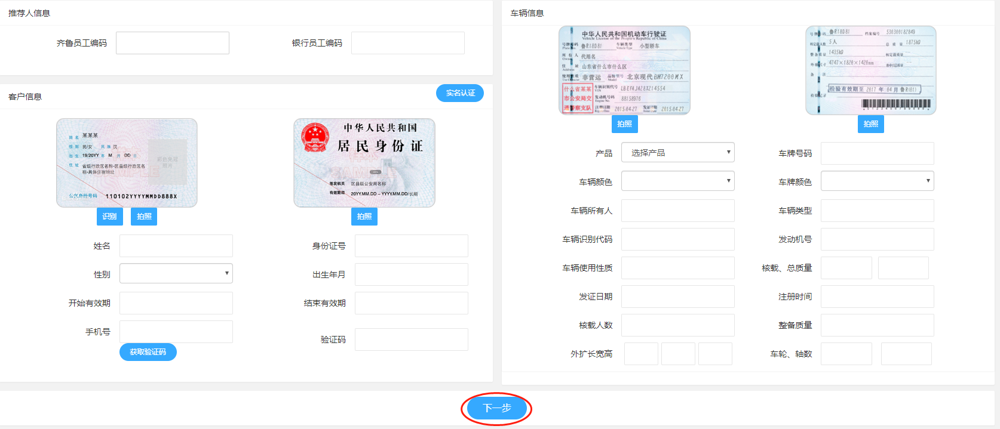 推荐人信息
齐鲁员工编码
银行员工编码
客户信息
实名认证
姓 名 某某某
性 别 男/女 民 族 汉
出 生 19/20YY 年 M 月 DD 日
住 址 省级行政区名称-区县级行政区名
称-具体住宿地址
彩色免冠
照片
SAMPLE
公民身份号码 110102YYYYMMDD888X
中华人民共和国
居民身份证
SAMPLE
签发机关 区县级公安局名称
有效期限 20YY.MM.DD – YYYY.MM.DD/长期
识别
拍照
拍照
姓名
身份证号
性别
出生年月
开始有效期
结束有效期
手机号
验证码
获取验证码
车辆信息
中华人民共和国机动车行驶证
Vehicle License of the People's Republic of China
号牌号码 鲁R18D81 车辆类型 小型轿车
所 有 人 代用名
住 址 山东省什么市什么区
使用性质 非营运 品牌型号 北京现代BH7200MX
什么省某某
市公安局交
通警察支队
车辆识别代号 LBEFAJA28X214554
发动机号码 88158976
注册日期 2015-04-27 发证日期 2015-04-27
号牌号码 鲁R18D81 档案编号 530300182849
核定载人数 5人 总 质 量 1875kg
整备质量 1435kg 核定载质量
外廓尺寸 4747×1820×1420mm
备 注
检验有效期至 2017 年 04 月 鲁R(01)
检验记录
拍照
拍照
产品 选择产品
车牌号码
车辆颜色
车牌颜色
车辆所有人
车辆类型
车辆识别代码
发动机号
车辆使用性质
核载、总质量
发证日期
注册时间
核载人数
整备质量
外扩长宽高
车轮、轴数
下一步